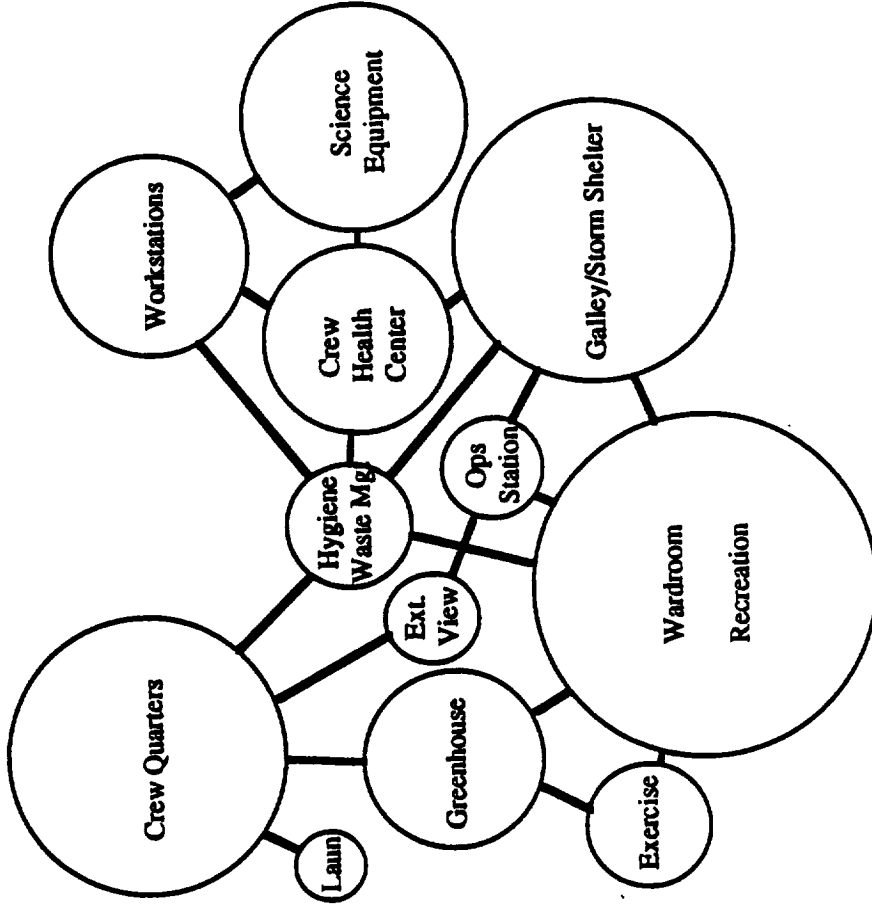 Crew Quarters
Laun
Greenhouse
Exercise
Ext.
View
Hygiene
Waste Mgt
Ops
Station
Wardroom
Recreation
Workstations
Crew
Health
Center
Science
Equipment
Galley/Storm Shelter